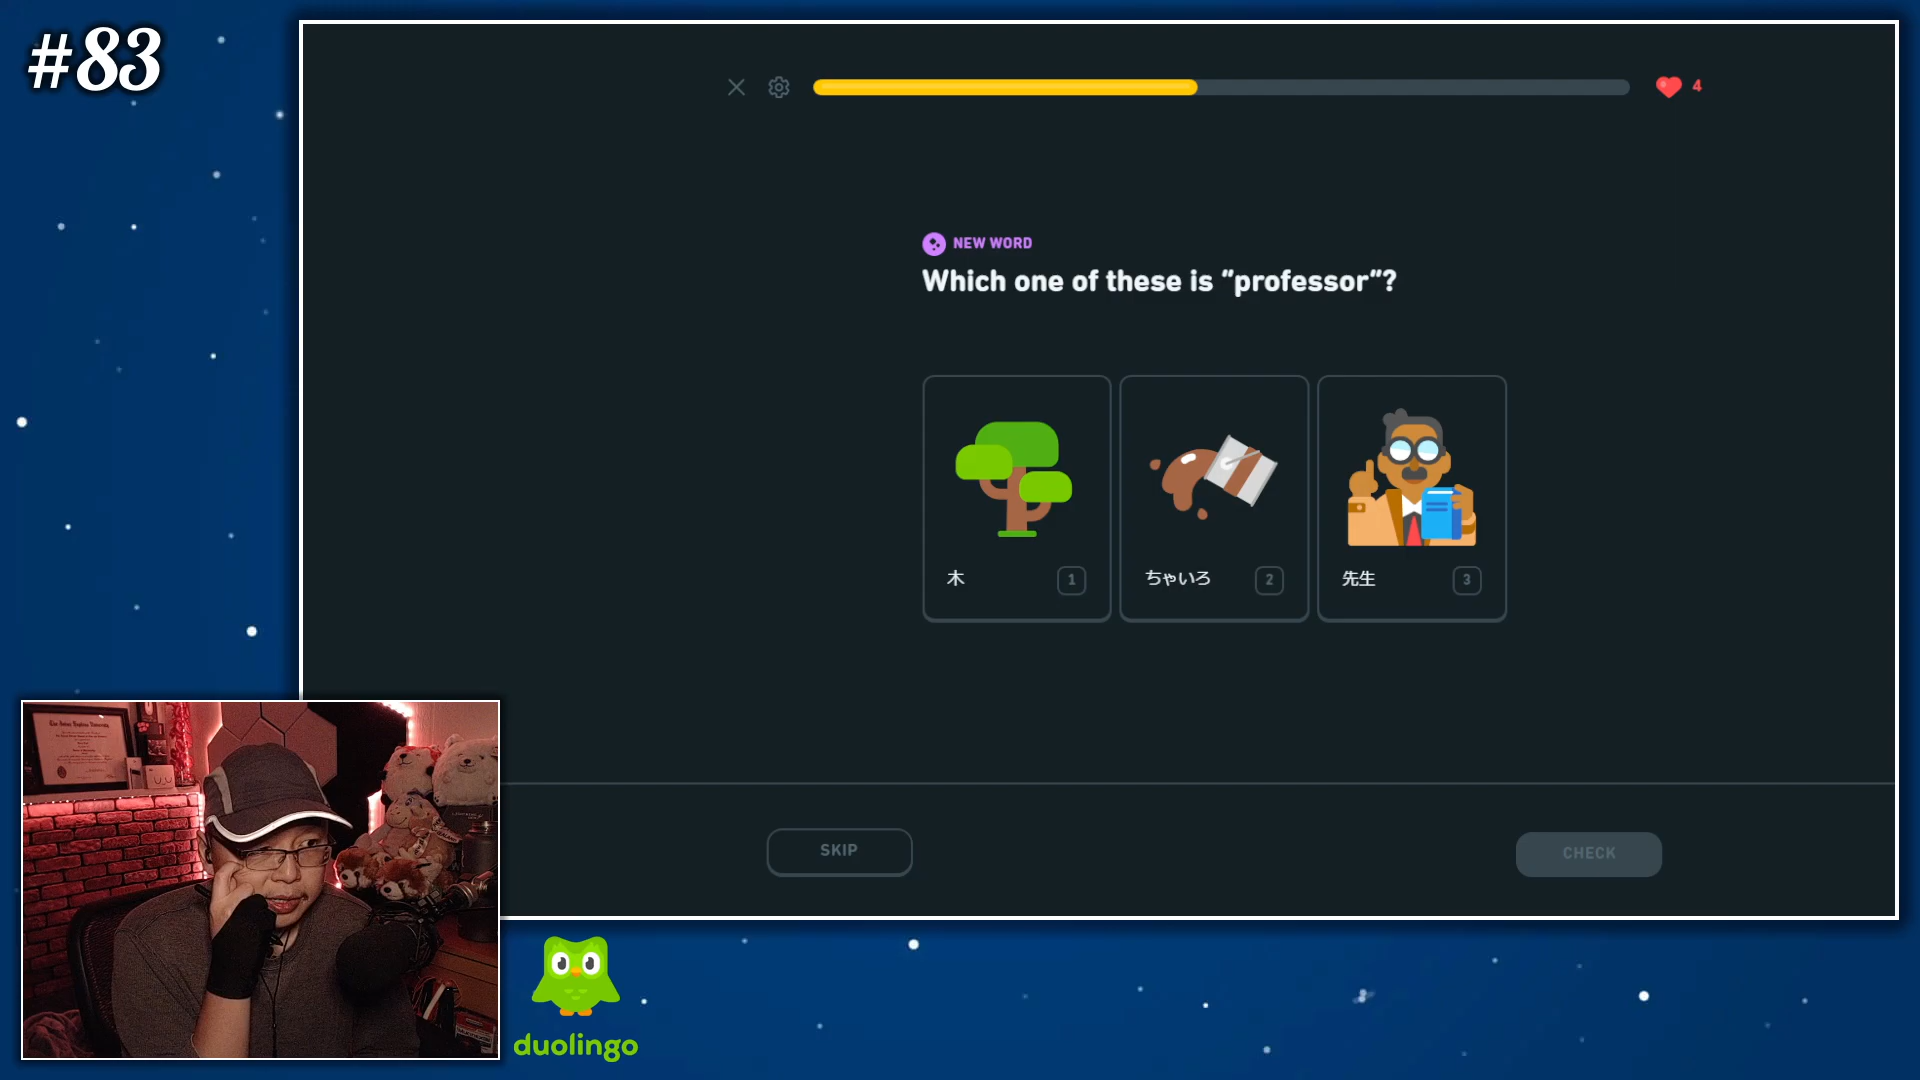 #83
4
NEW WORD
Which one of these is “professor”?
木 1
ちゃいろ 2
先生 3
SKIP
CHECK
duolingo